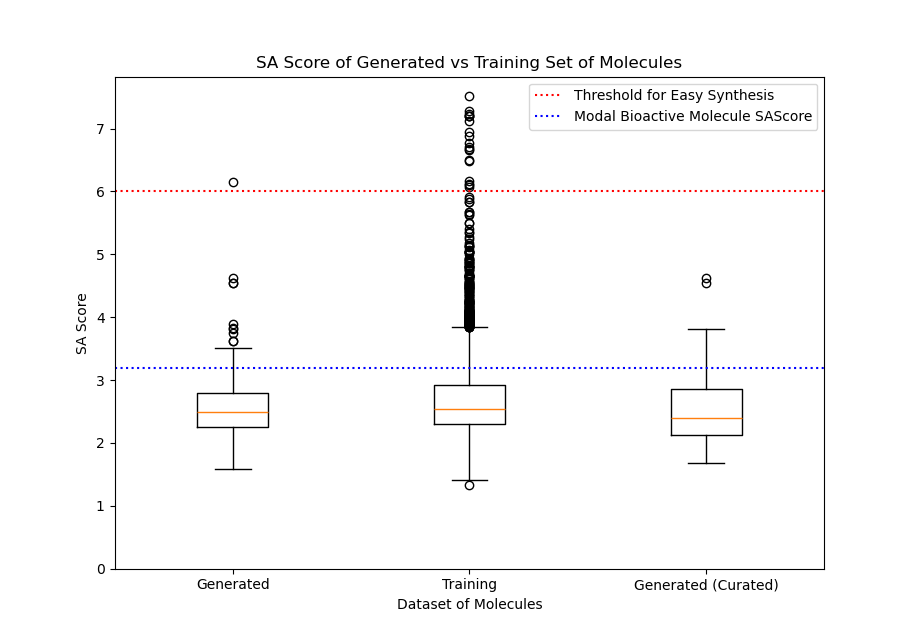 SA Score of Generated vs Training Set of Molecules
Threshold for Easy Synthesis
Modal Bioactive Molecule SAScore
SA Score
7
6
5
4
3
2
1
0
Generated
Training
Generated (Curated)
Dataset of Molecules